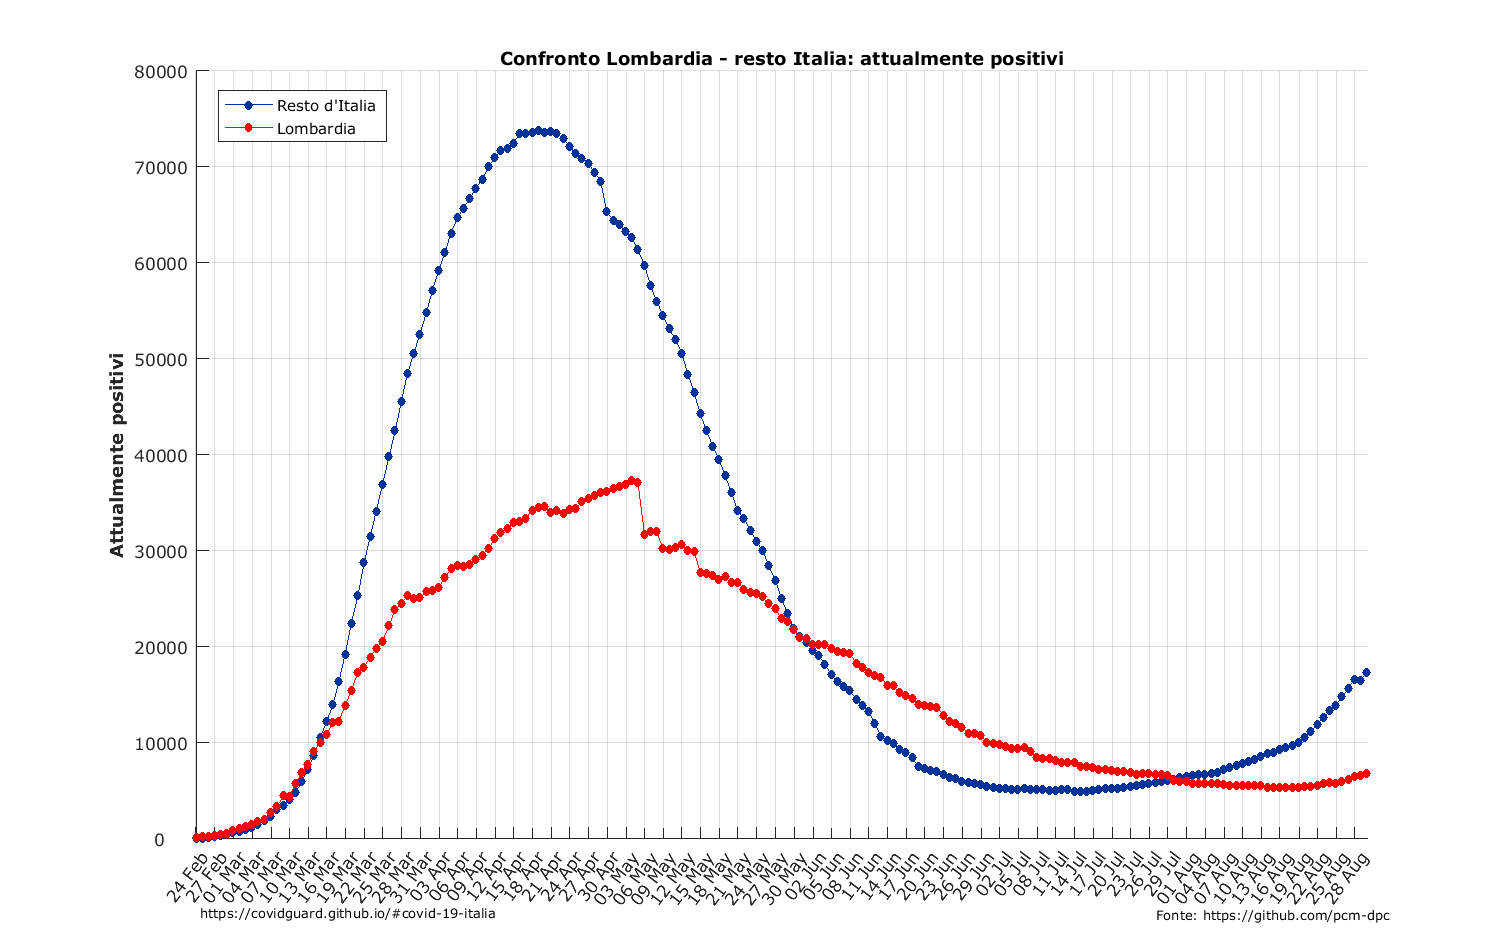 Confronto Lombardia - resto Italia: attualmente positivi
80000
70000
60000
50000
40000
30000
20000
10000
0
Attualmente positivi
Resto d'Italia
Lombardia
24 Feb
27 Feb
01 Mar
04 Mar
07 Mar
10 Mar
13 Mar
16 Mar
19 Mar
22 Mar
25 Mar
28 Mar
31 Mar
03 Apr
06 Apr
09 Apr
12 Apr
15 Apr
18 Apr
21 Apr
24 Apr
27 Apr
30 Apr
03 May
06 May
09 May
12 May
15 May
18 May
21 May
24 May
27 May
30 May
02 Jun
05 Jun
08 Jun
11 Jun
14 Jun
17 Jun
20 Jun
23 Jun
26 Jun
29 Jun
02 Jul
05 Jul
08 Jul
11 Jul
14 Jul
17 Jul
20 Jul
23 Jul
26 Jul
29 Jul
01 Aug
04 Aug
07 Aug
10 Aug
13 Aug
16 Aug
19 Aug
22 Aug
25 Aug
28 Aug
https://covidguard.github.io/#covid-19-italia
Fonte: https://github.com/pcm-dpc